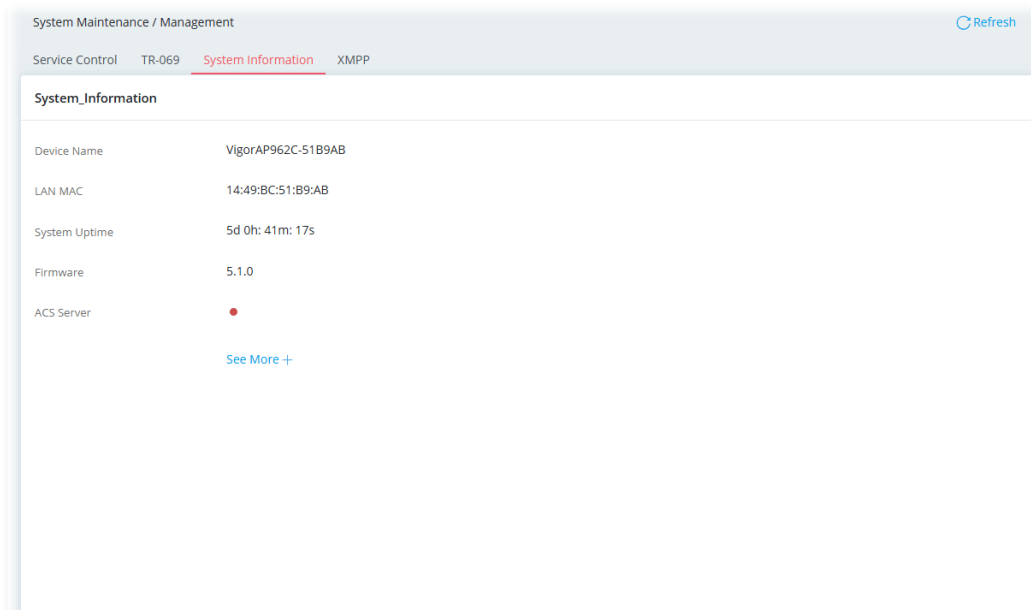 System Maintenance / Management
Refresh
Service Control TR-069 System Information XMPP
System_Information
Device Name VigorAP962C-51B9AB
LAN MAC 14:49:BC:51:B9:AB
System Uptime 5d 0h: 41m: 17s
Firmware 5.1.0
ACS Server
See More +